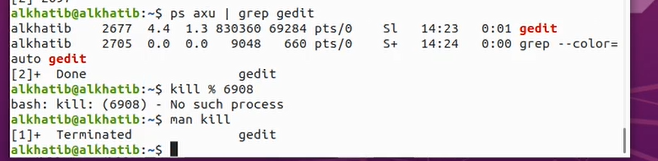 alkhatib@alkhatib:~$ ps axu | grep gedit
alkhatib    2677  4.4  1.3 830360 69284 pts/0    Sl   14:23   0:01 gedit
alkhatib    2705  0.0  0.0   9048   660 pts/0    S+   14:24   0:00 grep --color=
auto gedit
[2]+  Done                    gedit
alkhatib@alkhatib:~$ kill % 6908
bash: kill: (6908) - No such process
alkhatib@alkhatib:~$ man kill
[1]+  Terminated              gedit
alkhatib@alkhatib:~$